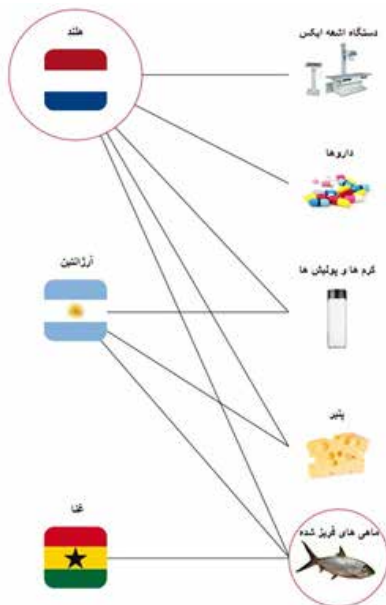 هلند
دستگاه اشعه ایکس
داروها
آرژانتین
کرم ها و پولیش ها
پنیر
غنا
ماهی های فریز شده